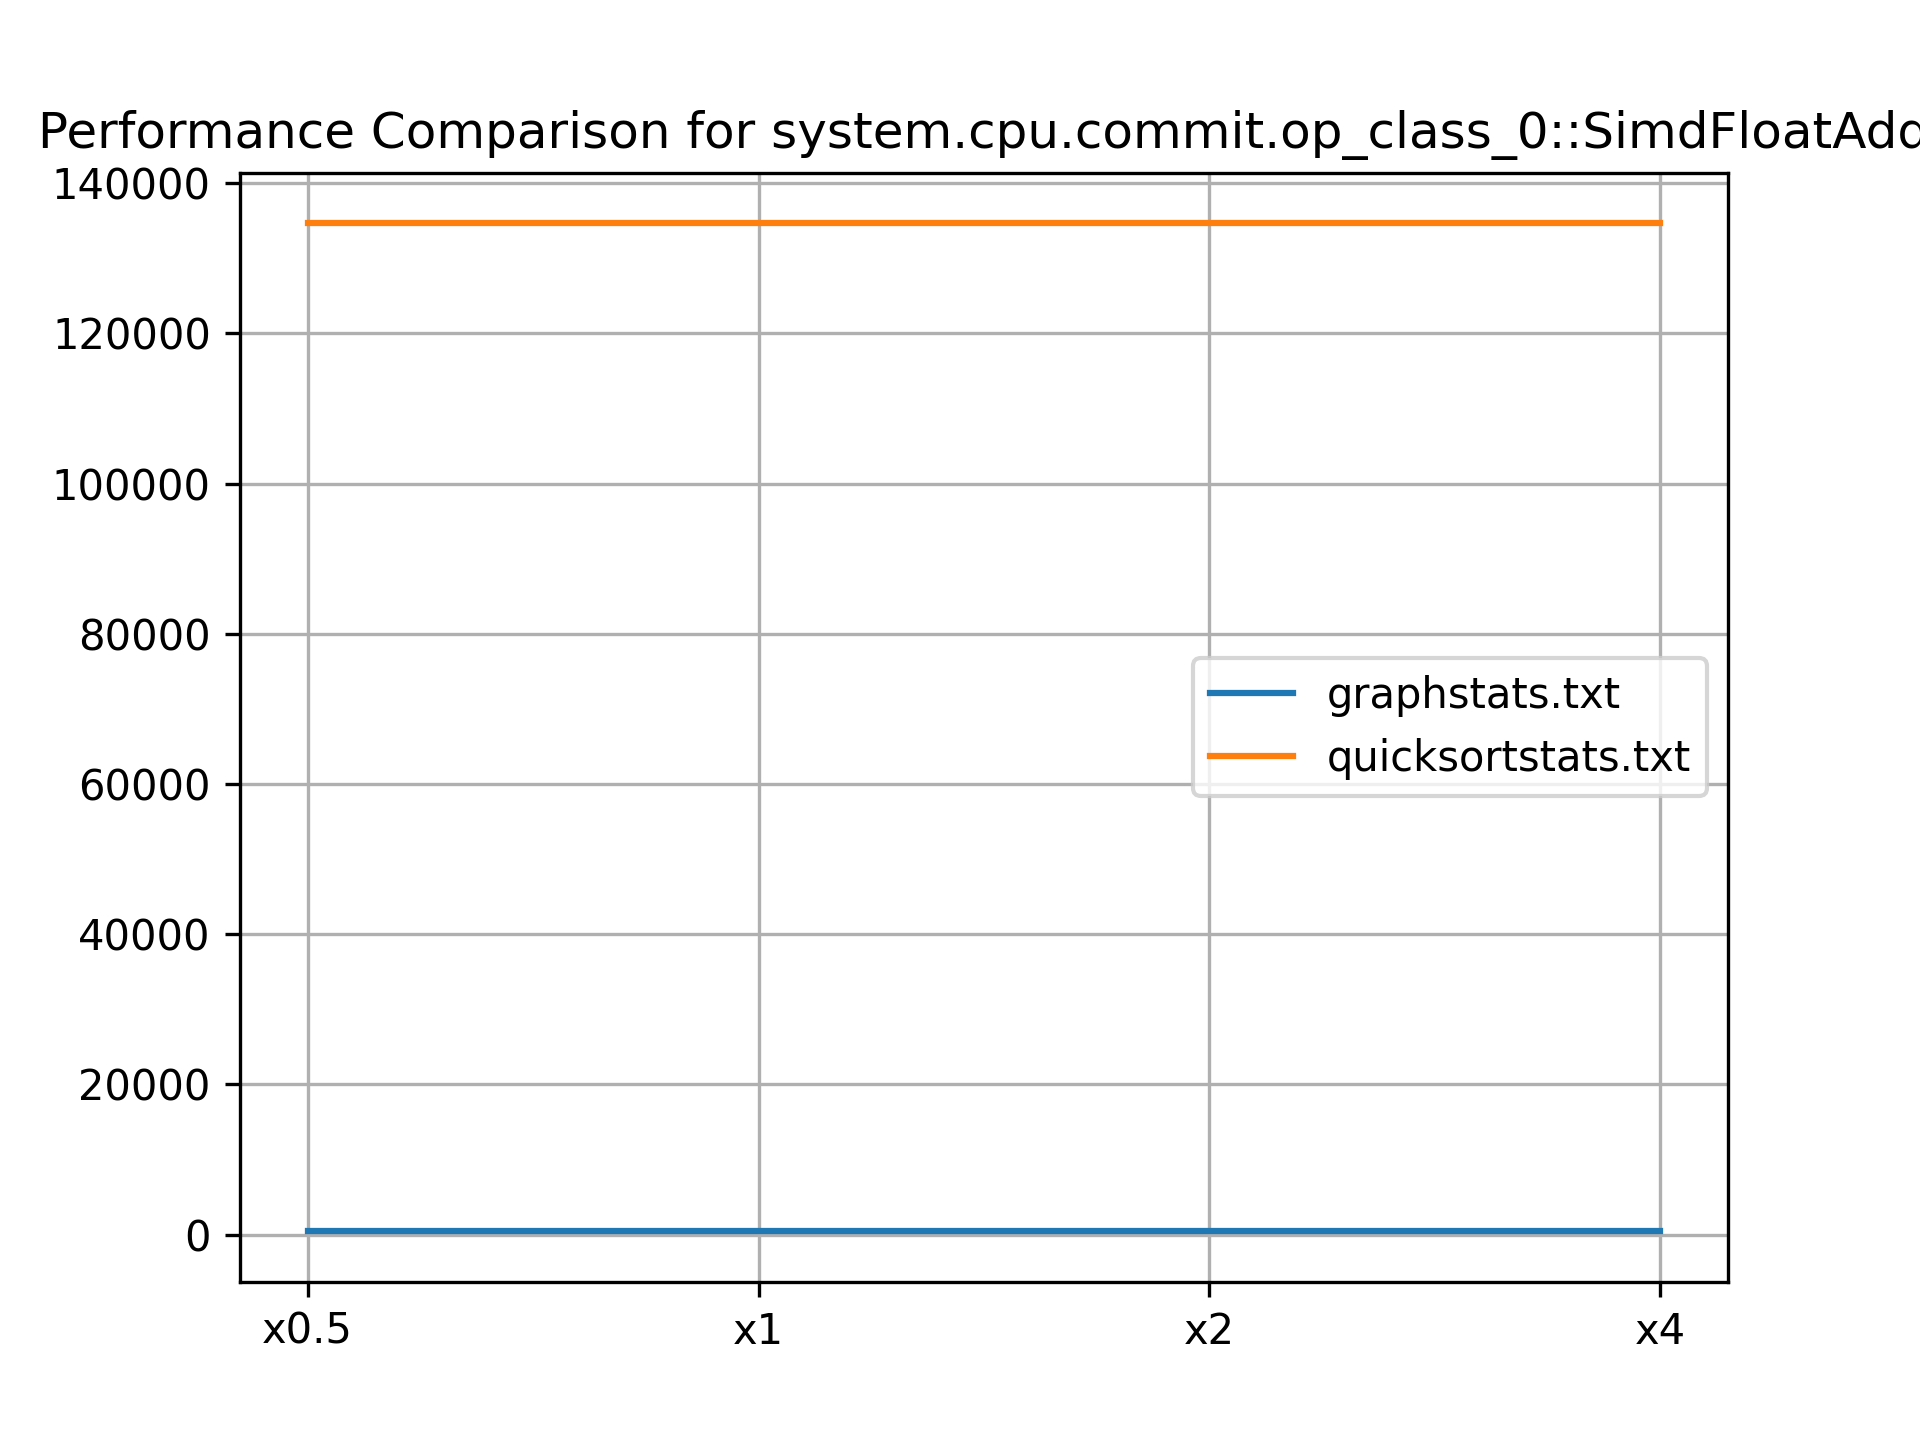 Performance Comparison for system.cpu.commit.op_class_0::SimdFloatAdd
140000
120000
100000
80000
60000
40000
20000
0
graphstats.txt
quicksortstats.txt
x0.5 x1 x2 x4